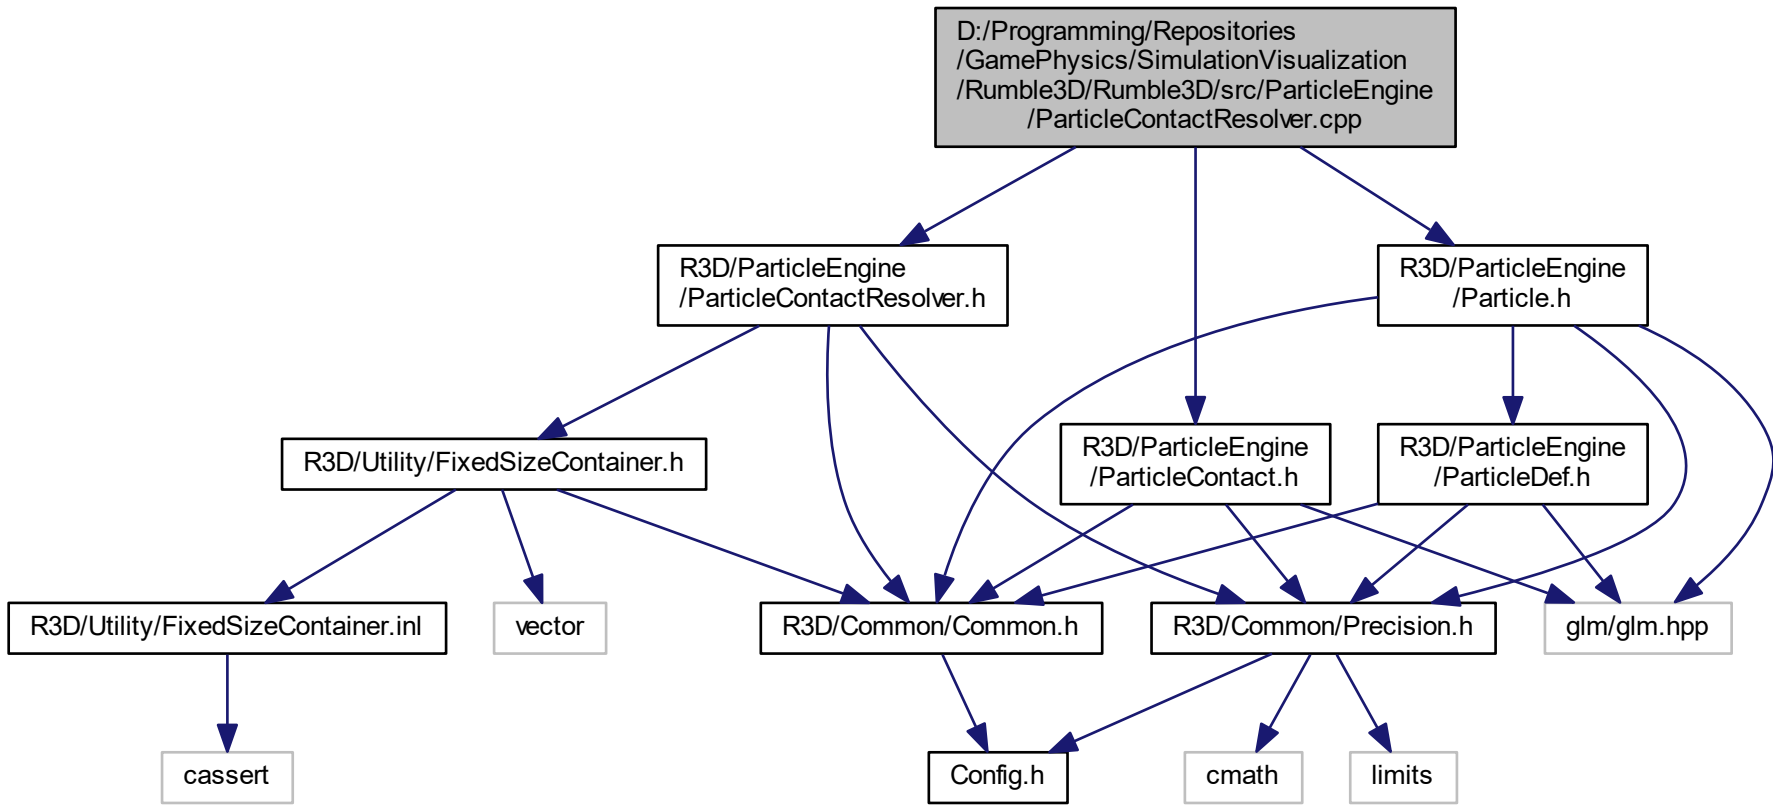 D:/Programming/Repositories
/GamePhysics/SimulationVisualization
/Rumble3D/Rumble3D/src/ParticleEngine
/ParticleContactResolver.cpp
R3D/ParticleEngine
/ParticleContactResolver.h
R3D/ParticleEngine
/Particle.h
R3D/Utility/FixedSizeContainer.h
R3D/ParticleEngine
/ParticleContact.h
R3D/ParticleEngine
/ParticleDef.h
R3D/Utility/FixedSizeContainer.inl
vector
R3D/Common/Common.h
R3D/Common/Precision.h
glm/glm.hpp
cassert
Config.h
cmath
limits